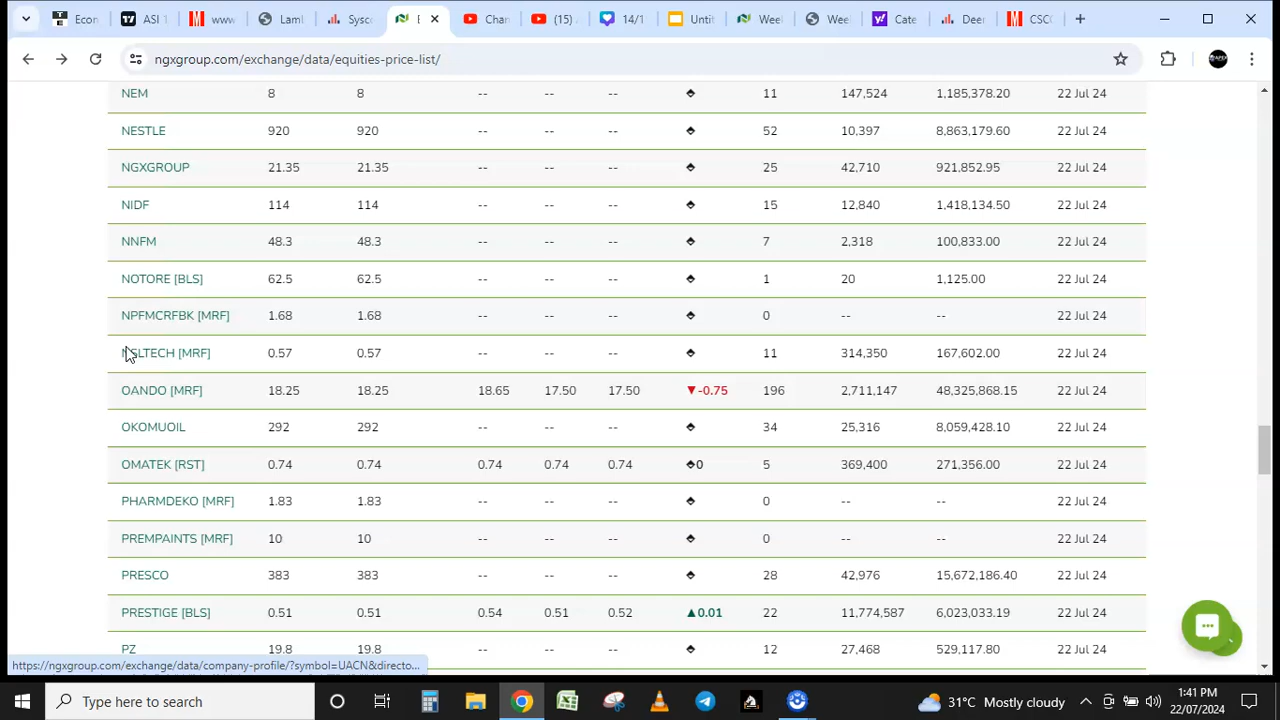 Econ
ASI T
www
Laml
Sysco
E
Chan
(15)
14/1
Untit
Wee
Wee
Cate
Deer
CSCO
ngxgroup.com/exchange/data/equities-price-list/
NEM 8 8 -- -- -- 11 147,524 1,185,378.20 22 Jul 24
NESTLE 920 920 -- -- -- 52 10,397 8,863,179.60 22 Jul 24
NGXGROUP 21.35 21.35 -- -- -- 25 42,710 921,852.95 22 Jul 24
NIDF 114 114 -- -- -- 15 12,840 1,418,134.50 22 Jul 24
NNFM 48.3 48.3 -- -- -- 7 2,318 100,833.00 22 Jul 24
NOTORE [BLS] 62.5 62.5 -- -- -- 1 20 1,125.00 22 Jul 24
NPFMCRFBK [MRF] 1.68 1.68 -- -- -- 0 -- -- 22 Jul 24
NSLTECH [MRF] 0.57 0.57 -- -- -- 11 314,350 167,602.00 22 Jul 24
OANDO [MRF] 18.25 18.25 18.65 17.50 17.50 ▼-0.75 196 2,711,147 48,325,868.15 22 Jul 24
OKOMUOIL 292 292 -- -- -- 34 25,316 8,059,428.10 22 Jul 24
OMATEK [RST] 0.74 0.74 0.74 0.74 0.74 0 5 369,400 271,356.00 22 Jul 24
PHARMDEKO [MRF] 1.83 1.83 -- -- -- 0 -- -- 22 Jul 24
PREMPAINTS [MRF] 10 10 -- -- -- 0 -- -- 22 Jul 24
PRESCO 383 383 -- -- -- 28 42,976 15,672,186.40 22 Jul 24
PRESTIGE [BLS] 0.51 0.51 0.54 0.51 0.52 ▲0.01 22 11,774,587 6,023,033.19 22 Jul 24
PZ 19.8 19.8 -- -- -- 12 27,468 529,117.80 22 Jul 24
https://ngxgroup.com/exchange/data/company-profile/?symbol=UACN&directo...
Type here to search
31°C Mostly cloudy
1:41 PM
22/07/2024